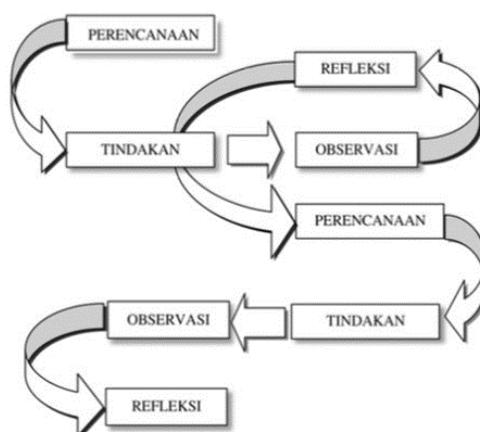 PERENCANAAN
REFLEKSI
TINDAKAN
OBSERVASI
PERENCANAAN
OBSERVASI
TINDAKAN
REFLEKSI